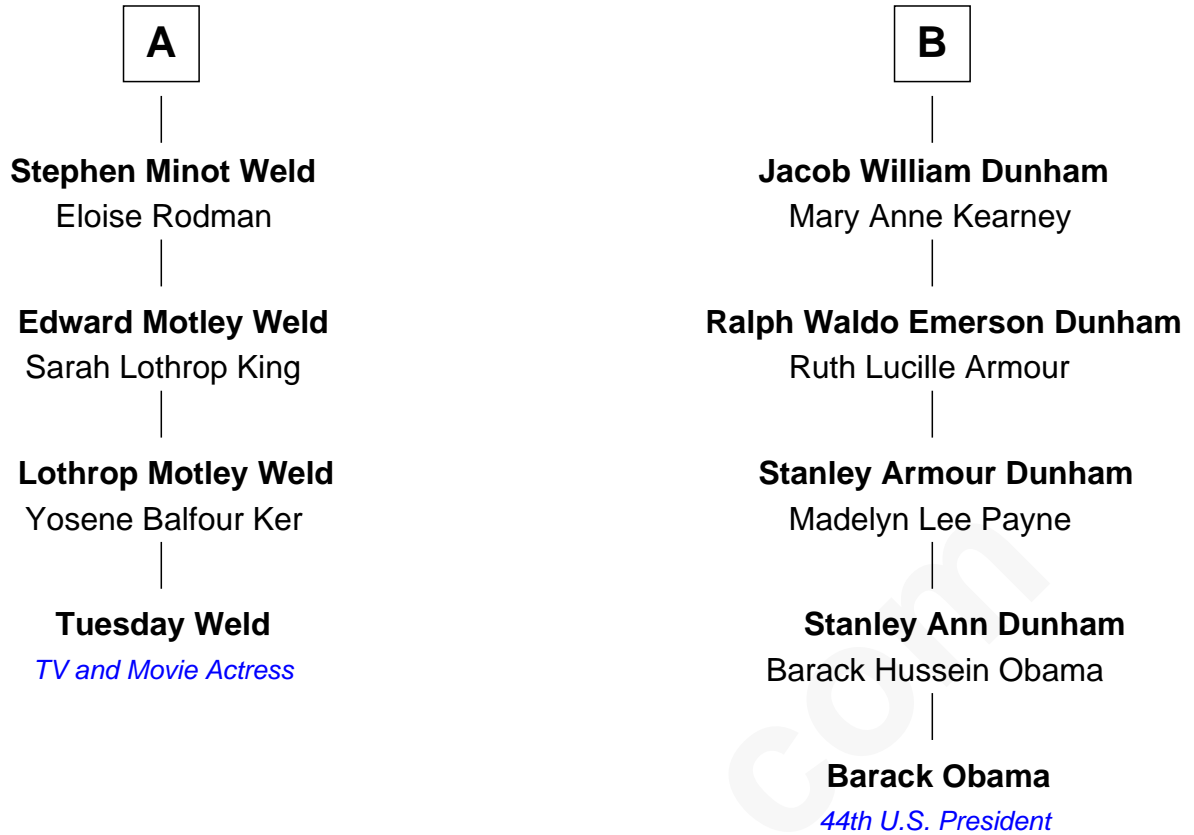 A
Stephen Minot Weld
Eloise Rodman
Edward Motley Weld
Sarah Lothrop King
Lothrop Motley Weld
Yosene Balfour Ker
Tuesday Weld
TV and Movie Actress
B
Jacob William Dunham
Mary Anne Kearney
Ralph Waldo Emerson Dunham
Ruth Lucille Armour
Stanley Armour Dunham
Madelyn Lee Payne
Stanley Ann Dunham
Barack Hussein Obama
Barack Obama
44th U.S. President
com